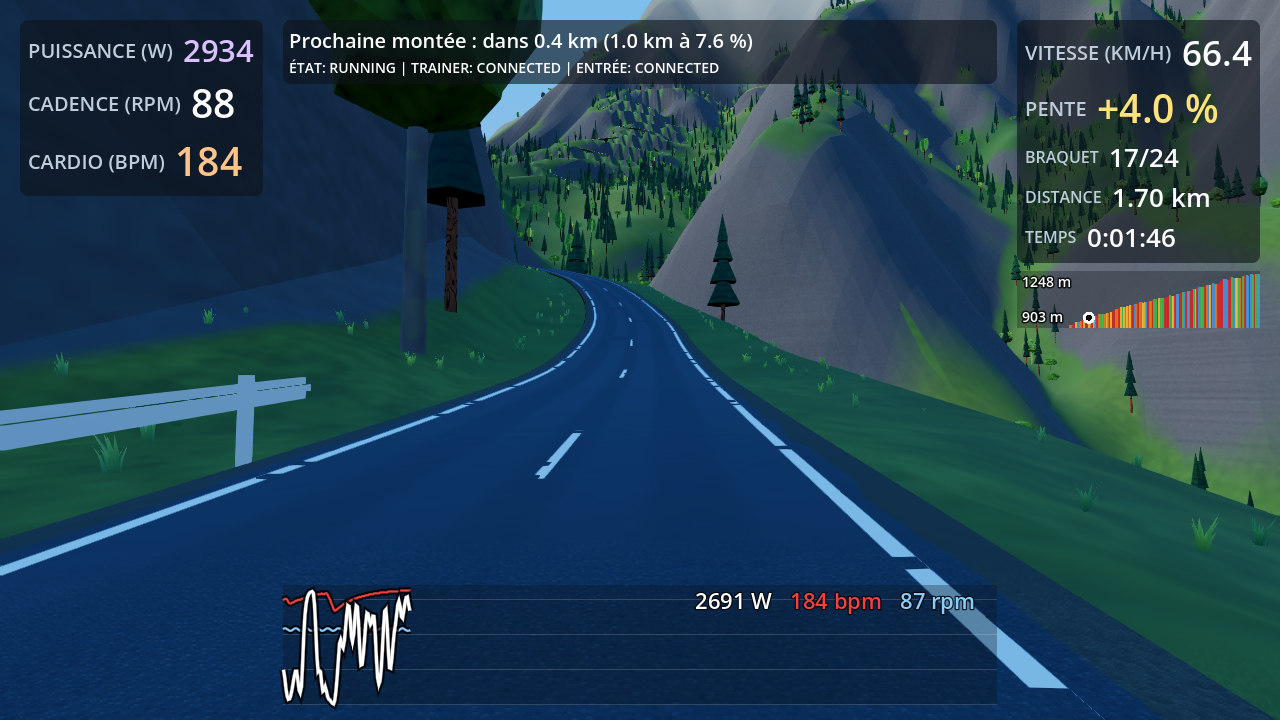 PUISSANCE (W) 2934
CADENCE (RPM) 88
CARDIO (BPM) 184
Prochaine montée : dans 0.4 km (1.0 km à 7.6 %)
ÉTAT: RUNNING | TRAINER: CONNECTED | ENTRÉE: CONNECTED
VITESSE (KM/H) 66.4
PENTE +4.0 %
BRAQUET 17/24
DISTANCE 1.70 km
TEMPS 0:01:46
1248 m
903 m
2691 W 184 bpm 87 rpm